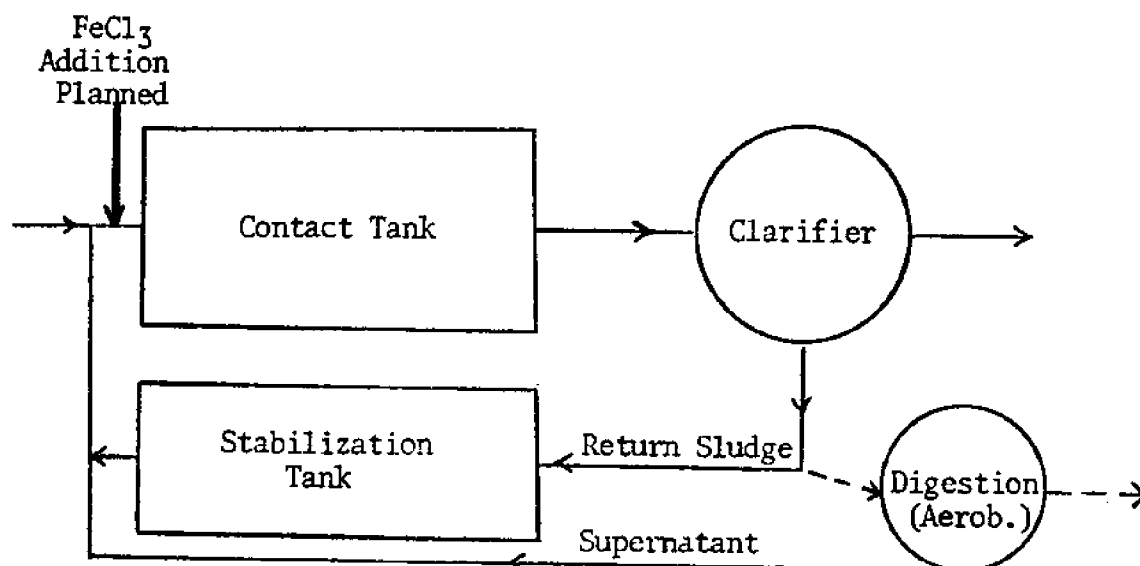 FeCl3
Addition
Planned
Contact Tank
Clarifier
Stabilization
Tank
Return Sludge
Digestion
(Aerob.)
Supernatant